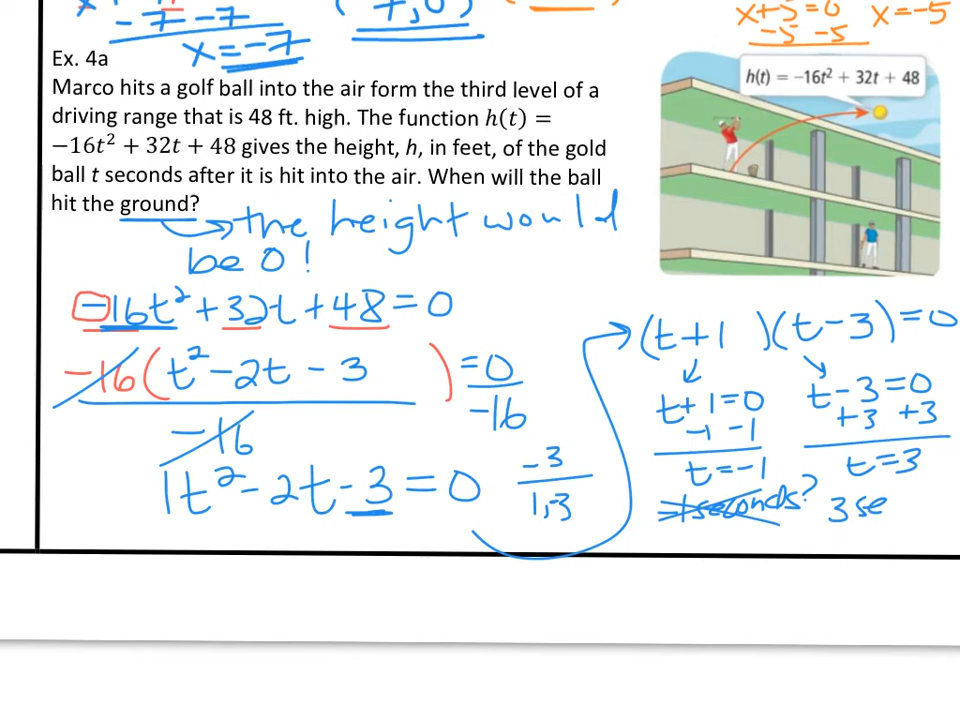 -7 -7
x=-7
x+5=0 x=-5
-5 -5
Ex. 4a
Marco hits a golf ball into the air form the third level of a
driving range that is 48 ft. high. The function h(t) =
−16t² + 32t + 48 gives the height, h, in feet, of the gold
ball t seconds after it is hit into the air. When will the ball
hit the ground?
h(t) = −16t² + 32t + 48
the height would
be 0!
-16t²+32t+48=0
-16(t²-2t-3)=0
-16 -16
1t²-2t-3=0
-3
1,-3
(t+1)(t-3)=0
t+1=0 t-3=0
-1 -1 +3 +3
t=-1 t=3
-1seconds? 3 se